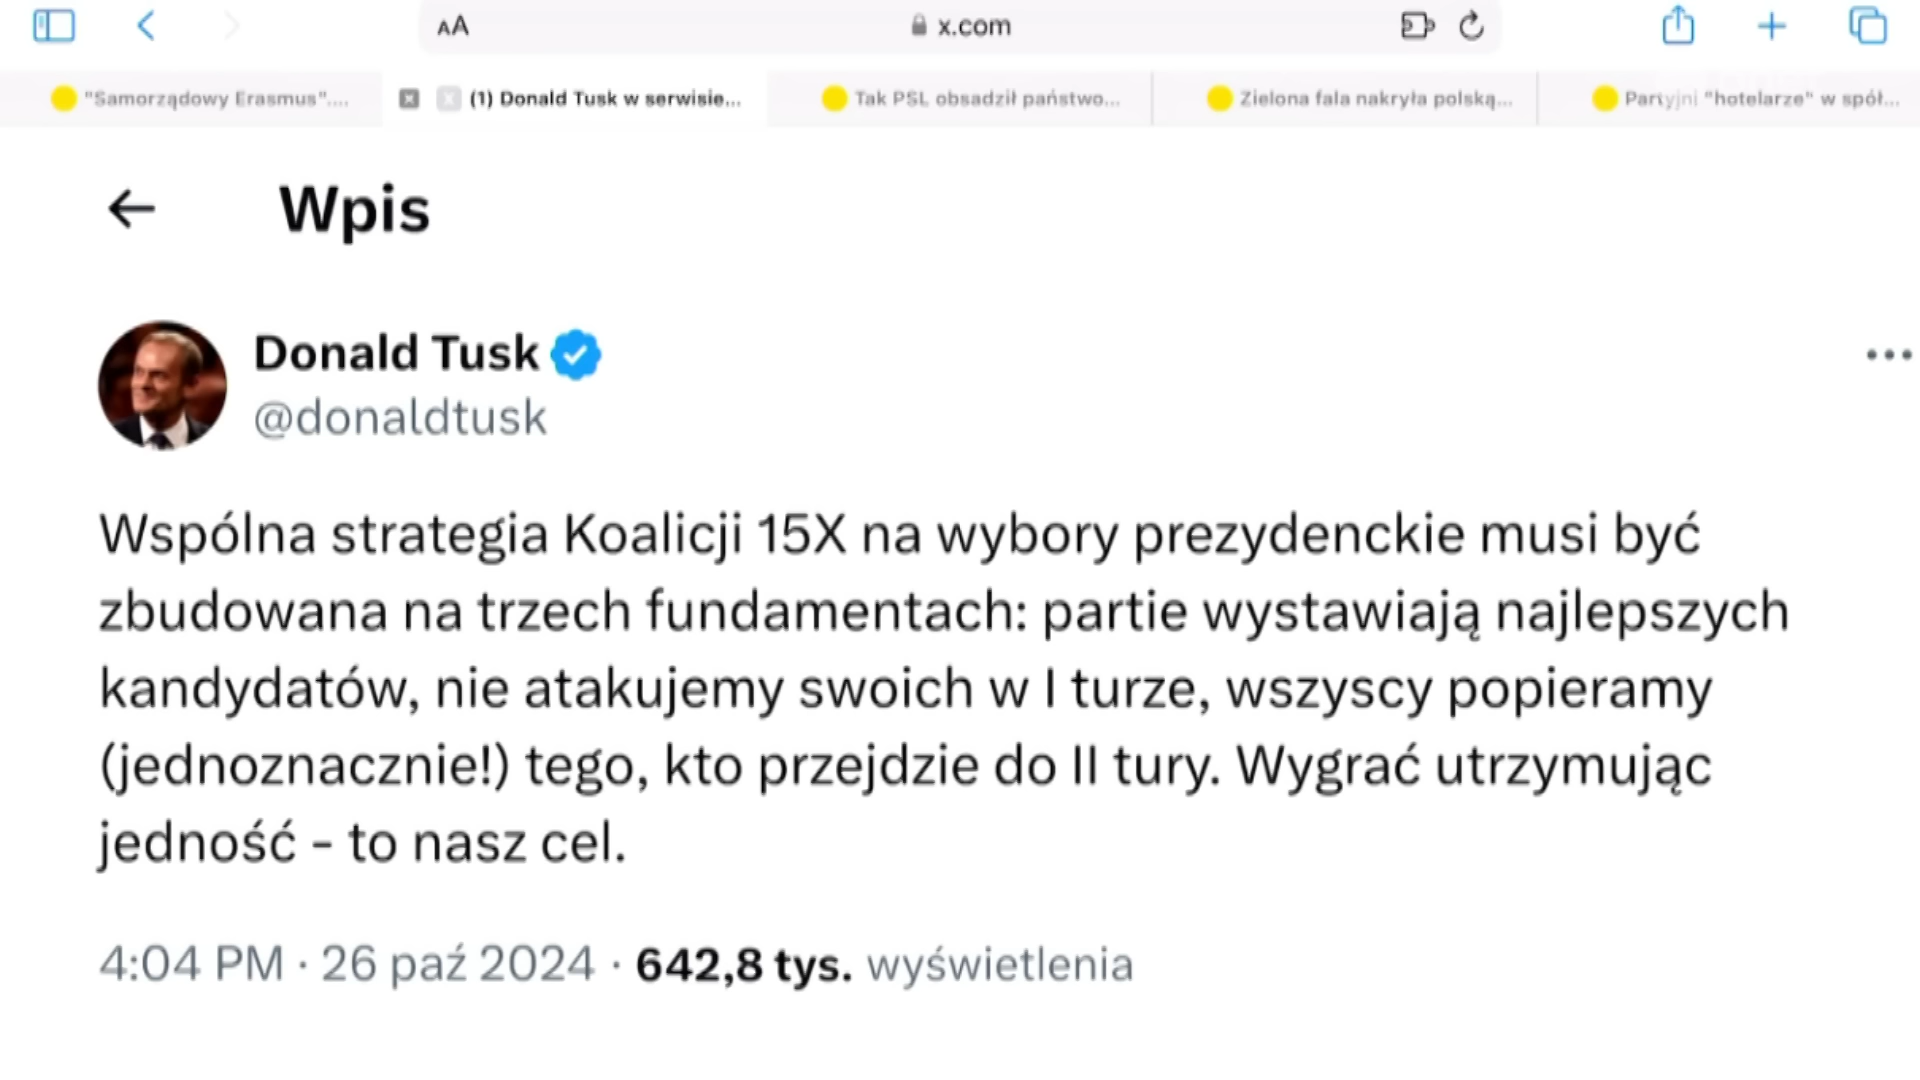 AA x.com
"Samorządowy Erasmus".... (1) Donald Tusk w serwisie... Tak PSL obsadził państwo... Zielona fala nakryła polską... Partyjni "hotelarze" w spół...
Wpis
Donald Tusk
@donaldtusk
Wspólna strategia Koalicji 15X na wybory prezydenckie musi być
zbudowana na trzech fundamentach: partie wystawiają najlepszych
kandydatów, nie atakujemy swoich w I turze, wszyscy popieramy
(jednoznacznie!) tego, kto przejdzie do II tury. Wygrać utrzymując
jedność - to nasz cel.
4:04 PM · 26 paź 2024 · 642,8 tys. wyświetlenia